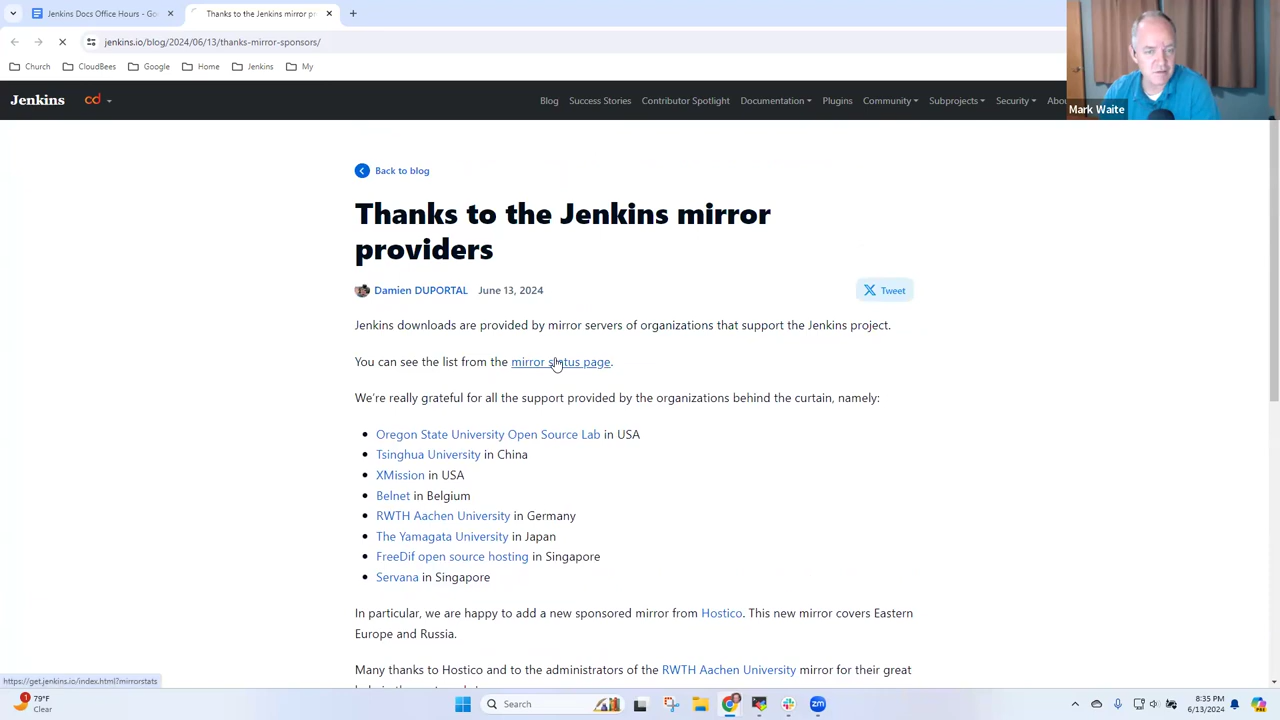 Jenkins Docs Office Hours - Go
Thanks to the Jenkins mirror pr
jenkins.io/blog/2024/06/13/thanks-mirror-sponsors/
Church
CloudBees
Google
Home
Jenkins
My
Jenkins
cd
Blog
Success Stories
Contributor Spotlight
Documentation
Plugins
Community
Subprojects
Security
Abou
Mark Waite
Back to blog
Thanks to the Jenkins mirror
providers
Damien DUPORTAL June 13, 2024
Tweet
Jenkins downloads are provided by mirror servers of organizations that support the Jenkins project.
You can see the list from the mirror status page.
We're really grateful for all the support provided by the organizations behind the curtain, namely:
Oregon State University Open Source Lab in USA
Tsinghua University in China
XMission in USA
Belnet in Belgium
RWTH Aachen University in Germany
The Yamagata University in Japan
FreeDif open source hosting in Singapore
Servana in Singapore
In particular, we are happy to add a new sponsored mirror from Hostico. This new mirror covers Eastern
Europe and Russia.
Many thanks to Hostico and to the administrators of the RWTH Aachen University mirror for their great
https://get.jenkins.io/index.html?mirrorstats
1
79°F
Clear
Search
zm
8:35 PM
6/13/2024